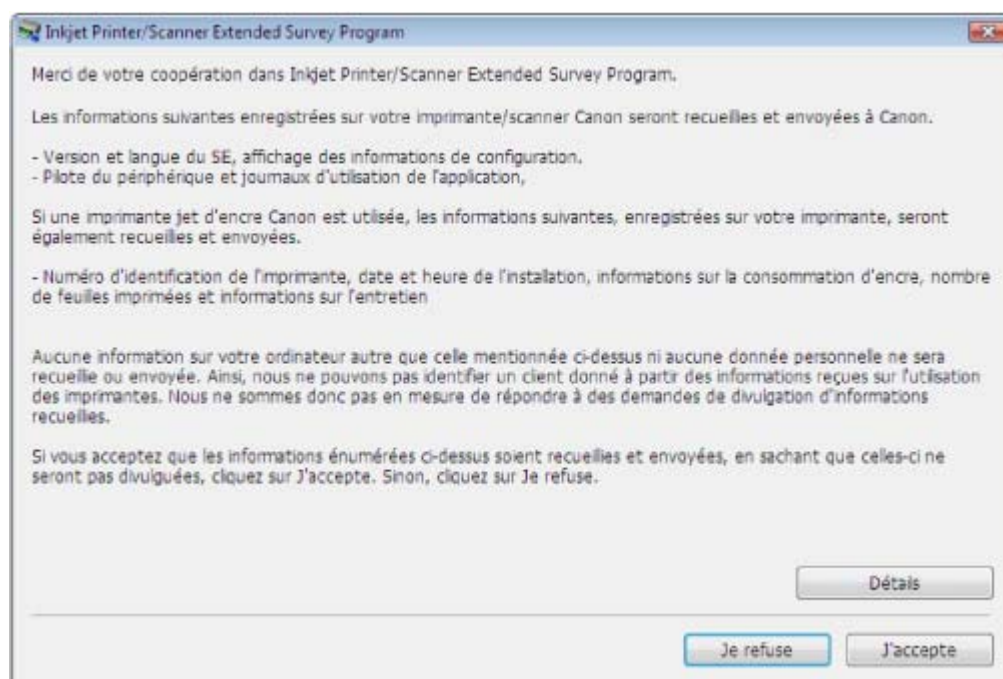 Inkjet Printer/Scanner Extended Survey Program
Merci de votre coopération dans Inkjet Printer/Scanner Extended Survey Program.
Les informations suivantes enregistrées sur votre imprimante/scanner Canon seront recueillies et envoyées à Canon.
- Version et langue du SE, affichage des informations de configuration.
- Pilote du périphérique et journaux d'utilisation de l'application,
Si une imprimante jet d'encre Canon est utilisée, les informations suivantes, enregistrées sur votre imprimante, seront
également recueillies et envoyées.
- Numéro d'identification de l'imprimante, date et heure de l'installation, informations sur la consommation d'encre, nombre
de feuilles imprimées et informations sur l'entretien
Aucune information sur votre ordinateur autre que celle mentionnée ci-dessus ni aucune donnée personnelle ne sera
recueillie ou envoyée. Ainsi, nous ne pouvons pas identifier un client donné à partir des informations reçues sur l'utilisation
des imprimantes. Nous ne sommes donc pas en mesure de répondre à des demandes de divulgation d'informations
recueillies.
Si vous acceptez que les informations énumérées ci-dessus soient recueillies et envoyées, en sachant que celles-ci ne
seront pas divulguées, cliquez sur J'accepte. Sinon, cliquez sur Je refuse.
Détails
Je refuse J'accepte